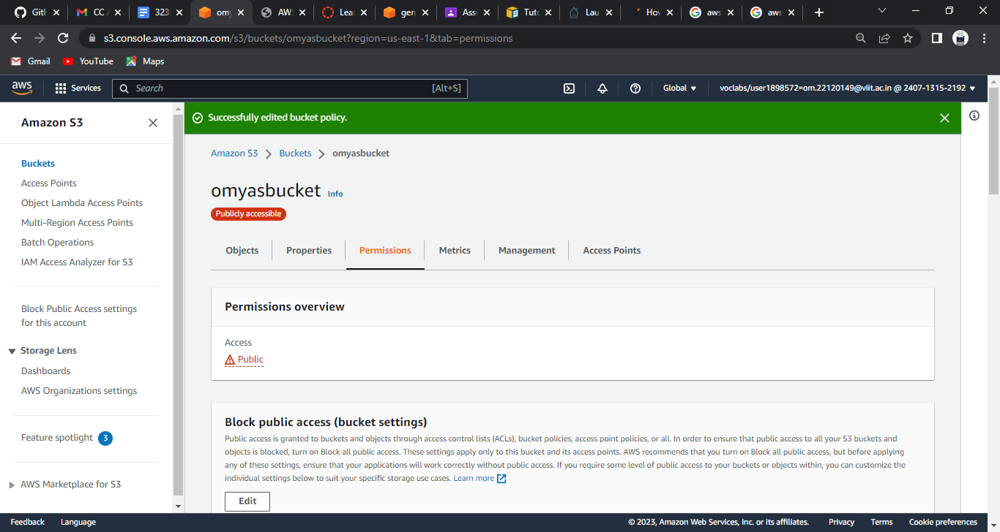 GitH
CC A
323
omy
AW
Lea
gen
Assi
Tut
Lau
Hov
aws
aws
s3.console.aws.amazon.com/s3/buckets/omyasbucket?region=us-east-1&tab=permissions
Gmail
YouTube
Maps
aws
Services
Search
[Alt+S]
Global
voclabs/user1898572=om.22120149@viit.ac.in @ 2407-1315-2192
Amazon S3
Buckets
Access Points
Object Lambda Access Points
Multi-Region Access Points
Batch Operations
IAM Access Analyzer for S3
Block Public Access settings
for this account
Storage Lens
Dashboards
AWS Organizations settings
Feature spotlight 3
AWS Marketplace for S3
Successfully edited bucket policy.
Amazon S3 > Buckets > omyasbucket
omyasbucket Info
Publicly accessible
Objects
Properties
Permissions
Metrics
Management
Access Points
Permissions overview
Access
Public
Block public access (bucket settings)
Public access is granted to buckets and objects through access control lists (ACLs), bucket policies, access point policies, or all. In order to ensure that public access to all your S3 buckets and
objects is blocked, turn on Block all public access. These settings apply only to this bucket and its access points. AWS recommends that you turn on Block all public access, but before applying
any of these settings, ensure that your applications will work correctly without public access. If you require some level of public access to your buckets or objects within, you can customize the
individual settings below to suit your specific storage use cases. Learn more
Edit
Feedback
Language
© 2023, Amazon Web Services, Inc. or its affiliates.
Privacy
Terms
Cookie preferences